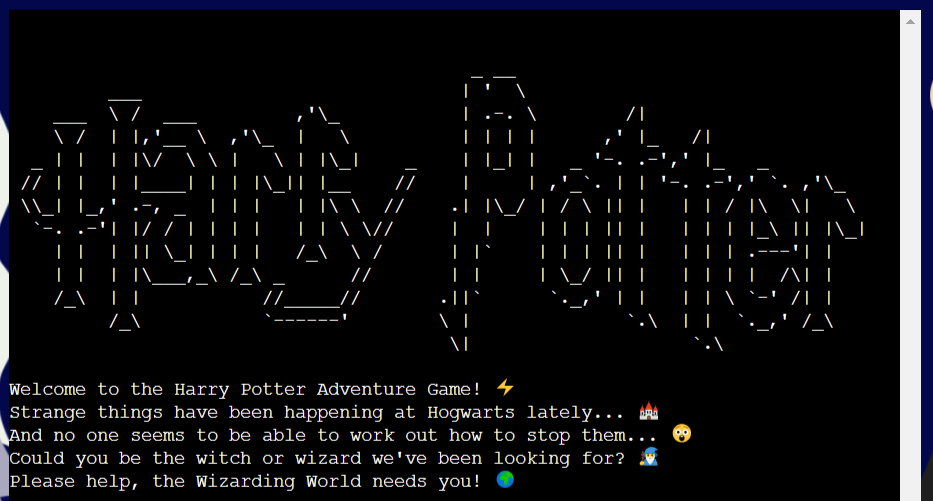 Harry Potter
Welcome to the Harry Potter Adventure Game! ⚡
Strange things have been happening at Hogwarts lately... 🏰
And no one seems to be able to work out how to stop them... 😲
Could you be the witch or wizard we've been looking for? 🧙
Please help, the Wizarding World needs you! 🌍